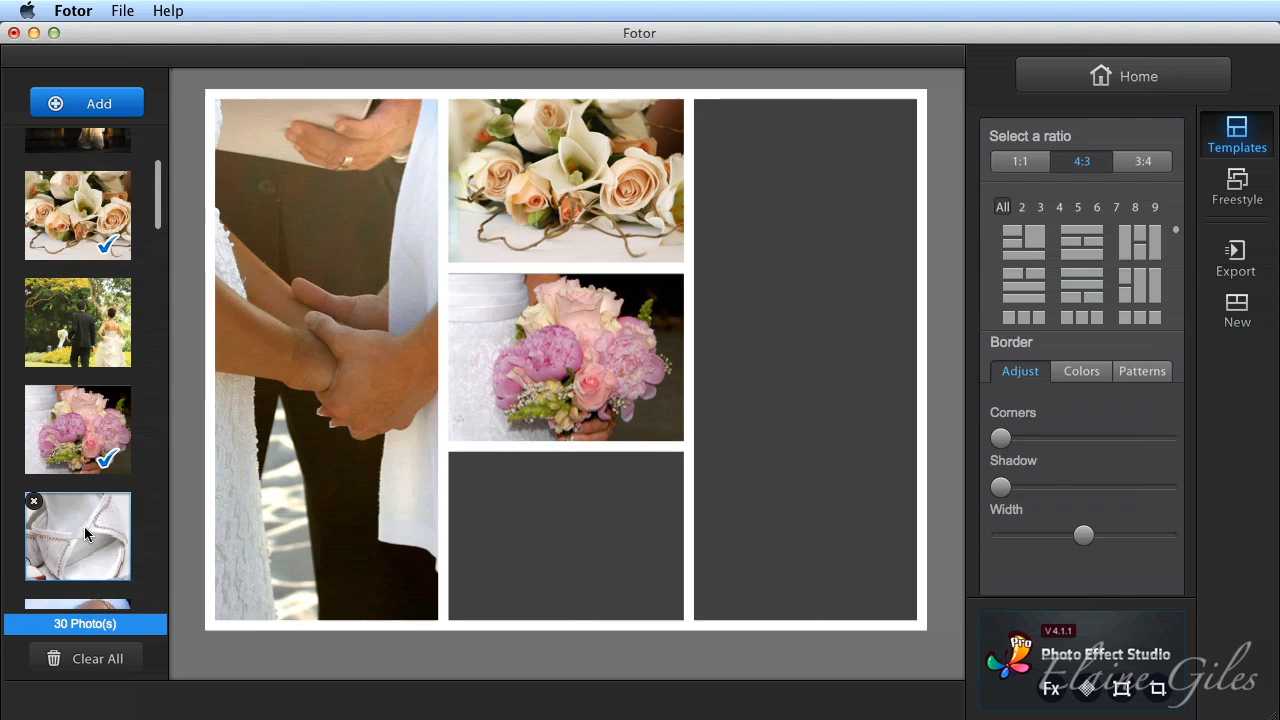 Fotor File Help
Fotor
Add
Home
Select a ratio
1:1 4:3 3:4
All 2 3 4 5 6 7 8 9
Templates
Freestyle
Export
New
Border
Adjust Colors Patterns
Corners
Shadow
Width
30 Photo(s)
Clear All
V 4.1.1
Pro
Photo Effect Studio
Fx
Elaine Giles